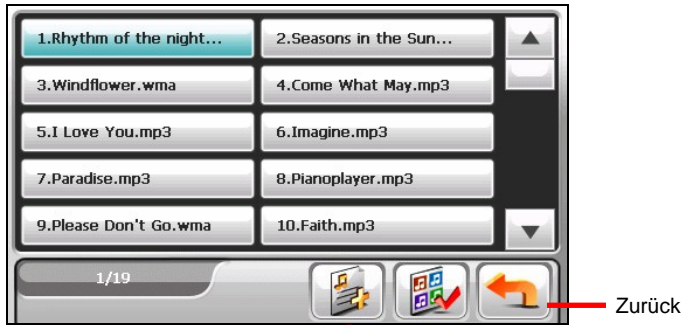 1.Rhythm of the night... 2.Seasons in the Sun...
3.Windflower.wma 4.Come What May.mp3
5.I Love You.mp3 6.Imagine.mp3
7.Paradise.mp3 8.Pianoplayer.mp3
9.Please Don't Go.wma 10.Faith.mp3
1/19
Zurück